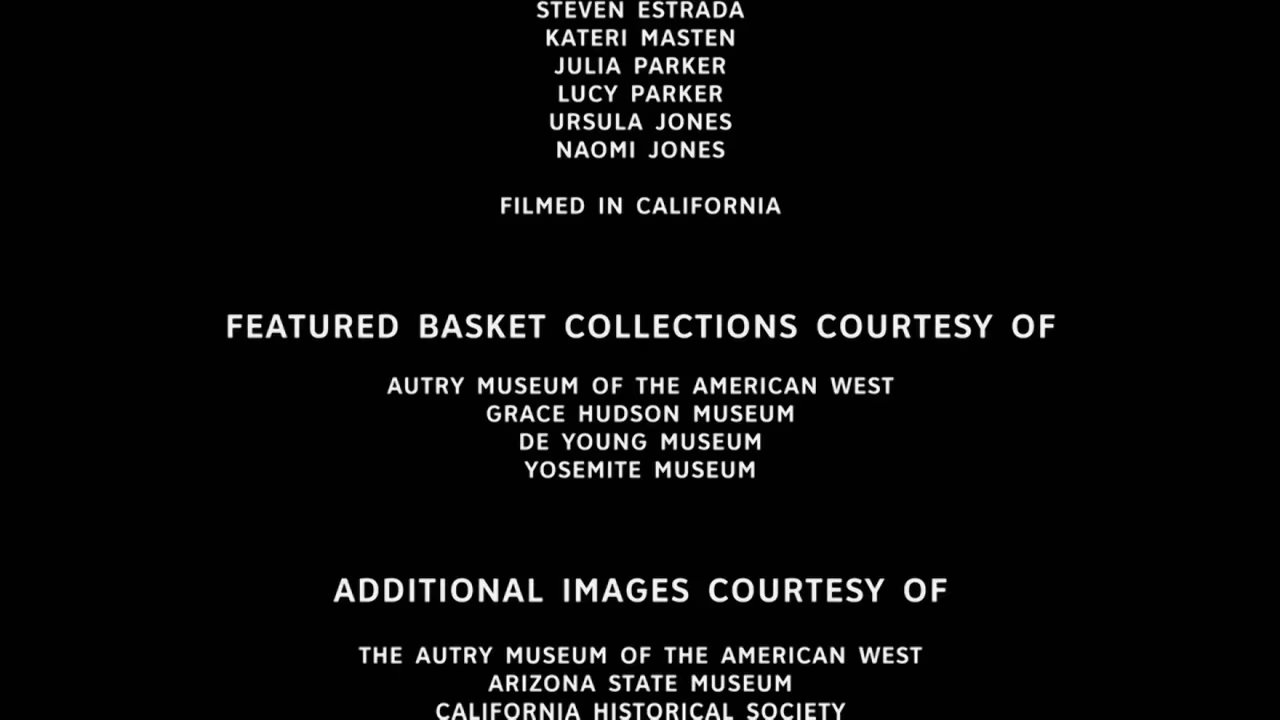 STEVEN ESTRADA
KATERI MASTEN
JULIA PARKER
LUCY PARKER
URSULA JONES
NAOMI JONES
FILMED IN CALIFORNIA
FEATURED BASKET COLLECTIONS COURTESY OF
AUTRY MUSEUM OF THE AMERICAN WEST
GRACE HUDSON MUSEUM
DE YOUNG MUSEUM
YOSEMITE MUSEUM
ADDITIONAL IMAGES COURTESY OF
THE AUTRY MUSEUM OF THE AMERICAN WEST
ARIZONA STATE MUSEUM
CALIFORNIA HISTORICAL SOCIETY